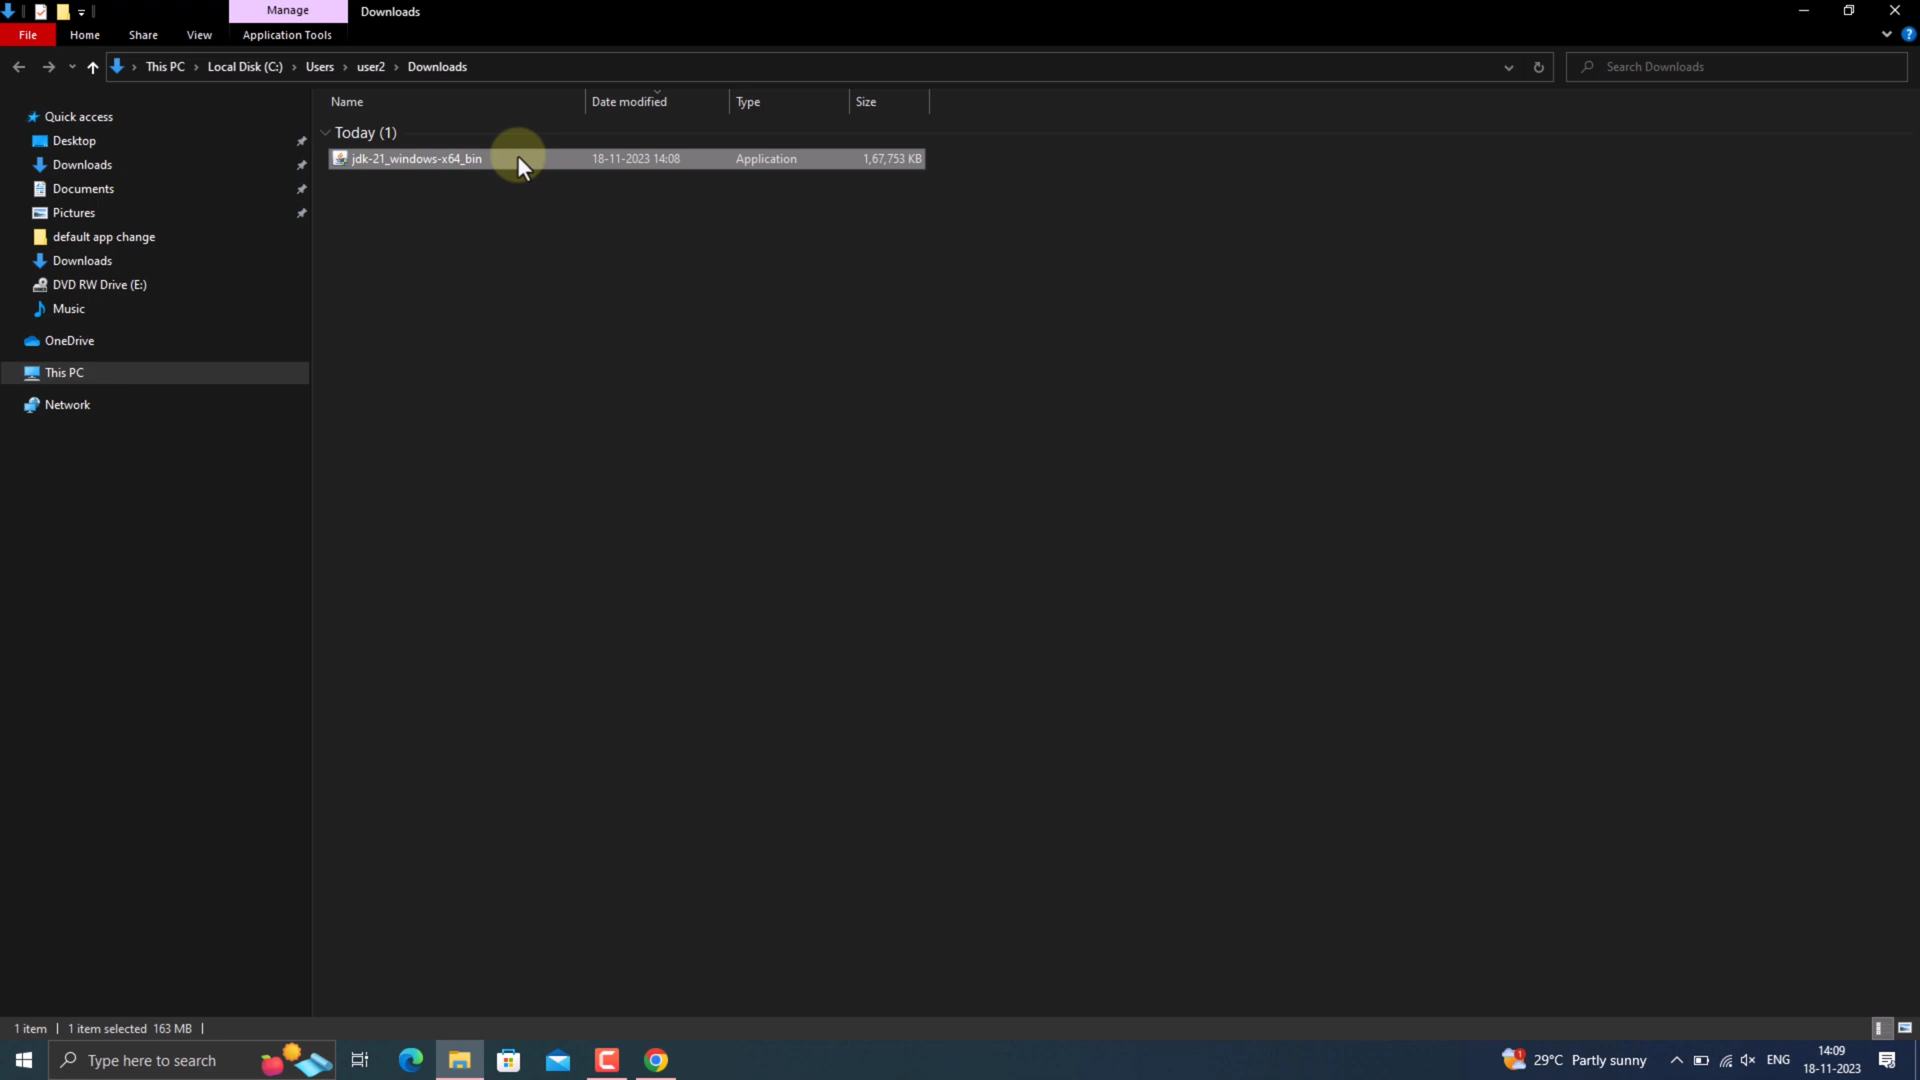 Manage
Downloads
File
Home
Share
View
Application Tools
This PC
Local Disk (C:)
Users
user2
Downloads
Search Downloads
Quick access
Desktop
Downloads
Documents
Pictures
default app change
Downloads
DVD RW Drive (E:)
Music
OneDrive
This PC
Network
Name
Date modified
Type
Size
Today (1)
jdk-21_windows-x64_bin
18-11-2023 14:08
Application
1,67,753 KB
1 item
1 item selected 163 MB
Type here to search
1
29°C Partly sunny
ENG
14:09
18-11-2023